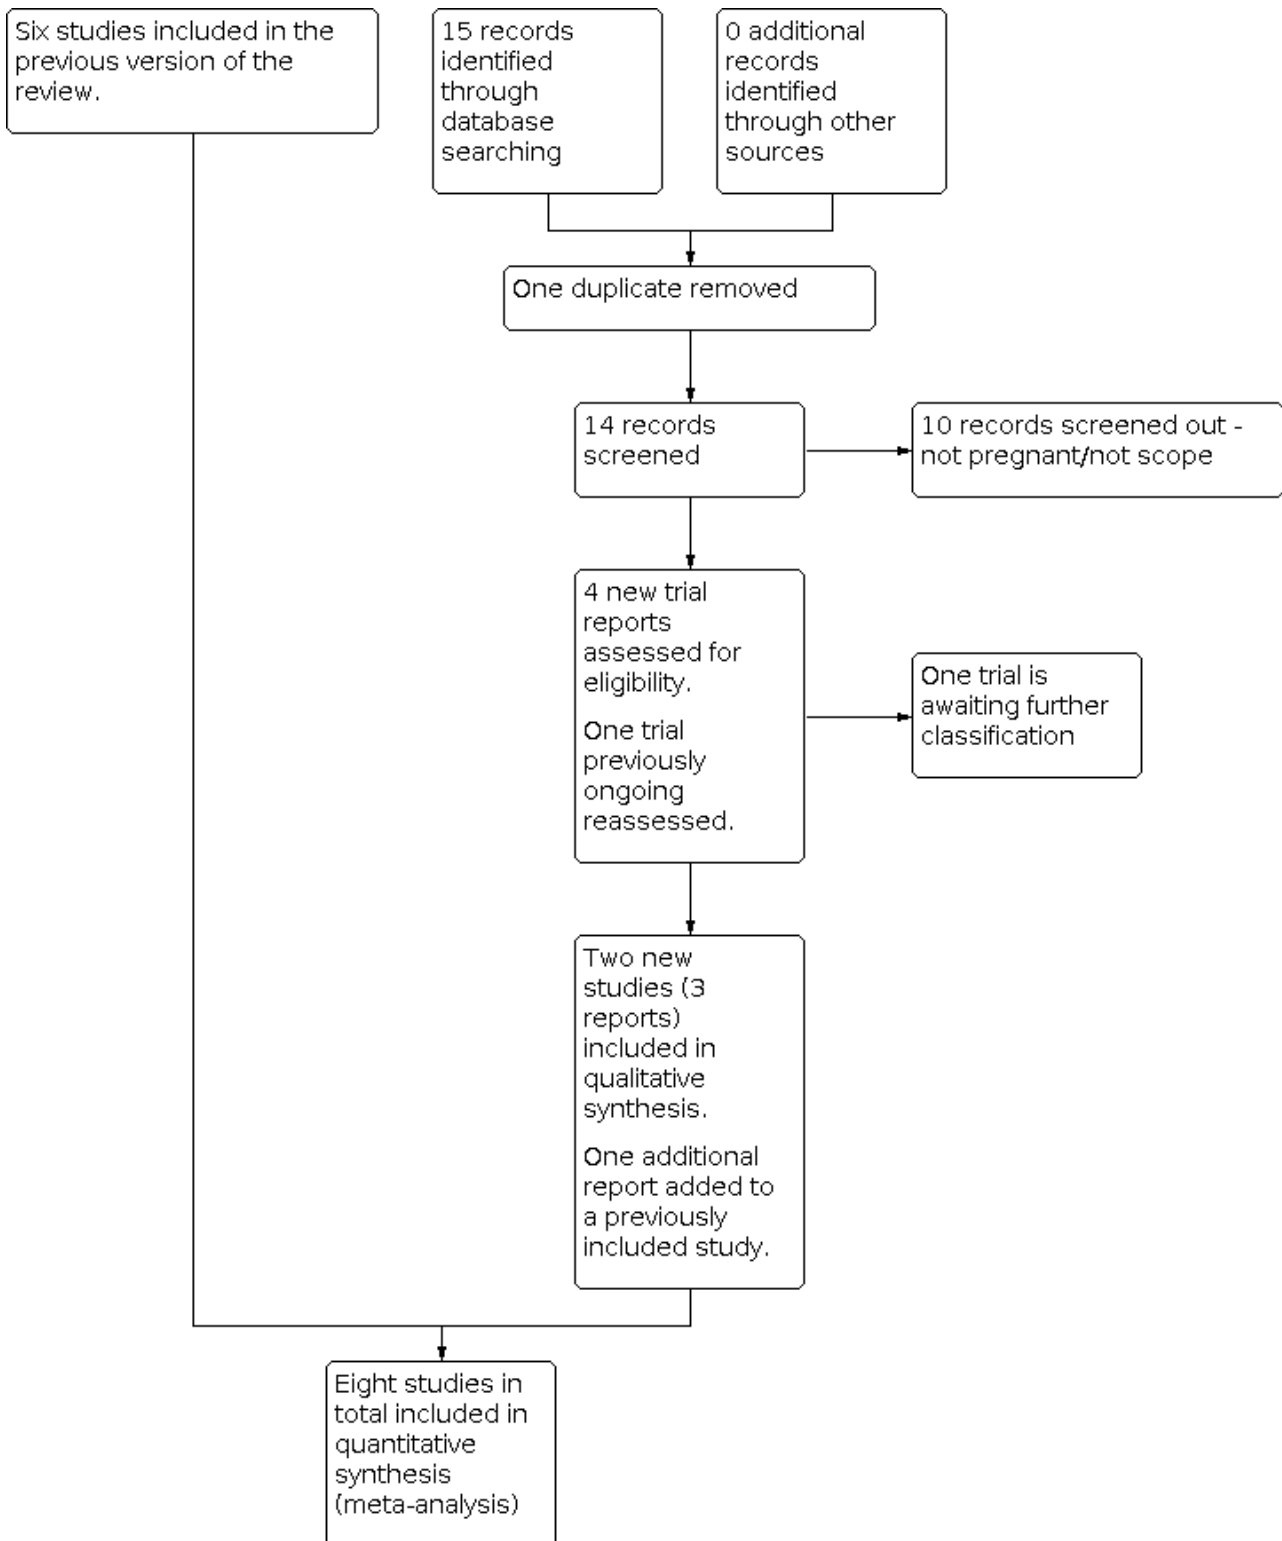 Six studies included in the
previous version of the
review.
15 records
identified
through
database
searching
0 additional
records
identified
through other
sources
One duplicate removed
14 records
screened
10 records screened out -
not pregnant/not scope
4 new trial
reports
assessed for
eligibility.
One trial
previously
ongoing
reassessed.
One trial is
awaiting further
classification
Two new
studies (3
reports)
included in
qualitative
synthesis.
One additional
report added to
a previously
included study.
Eight studies in
total included in
quantitative
synthesis
(meta-analysis)